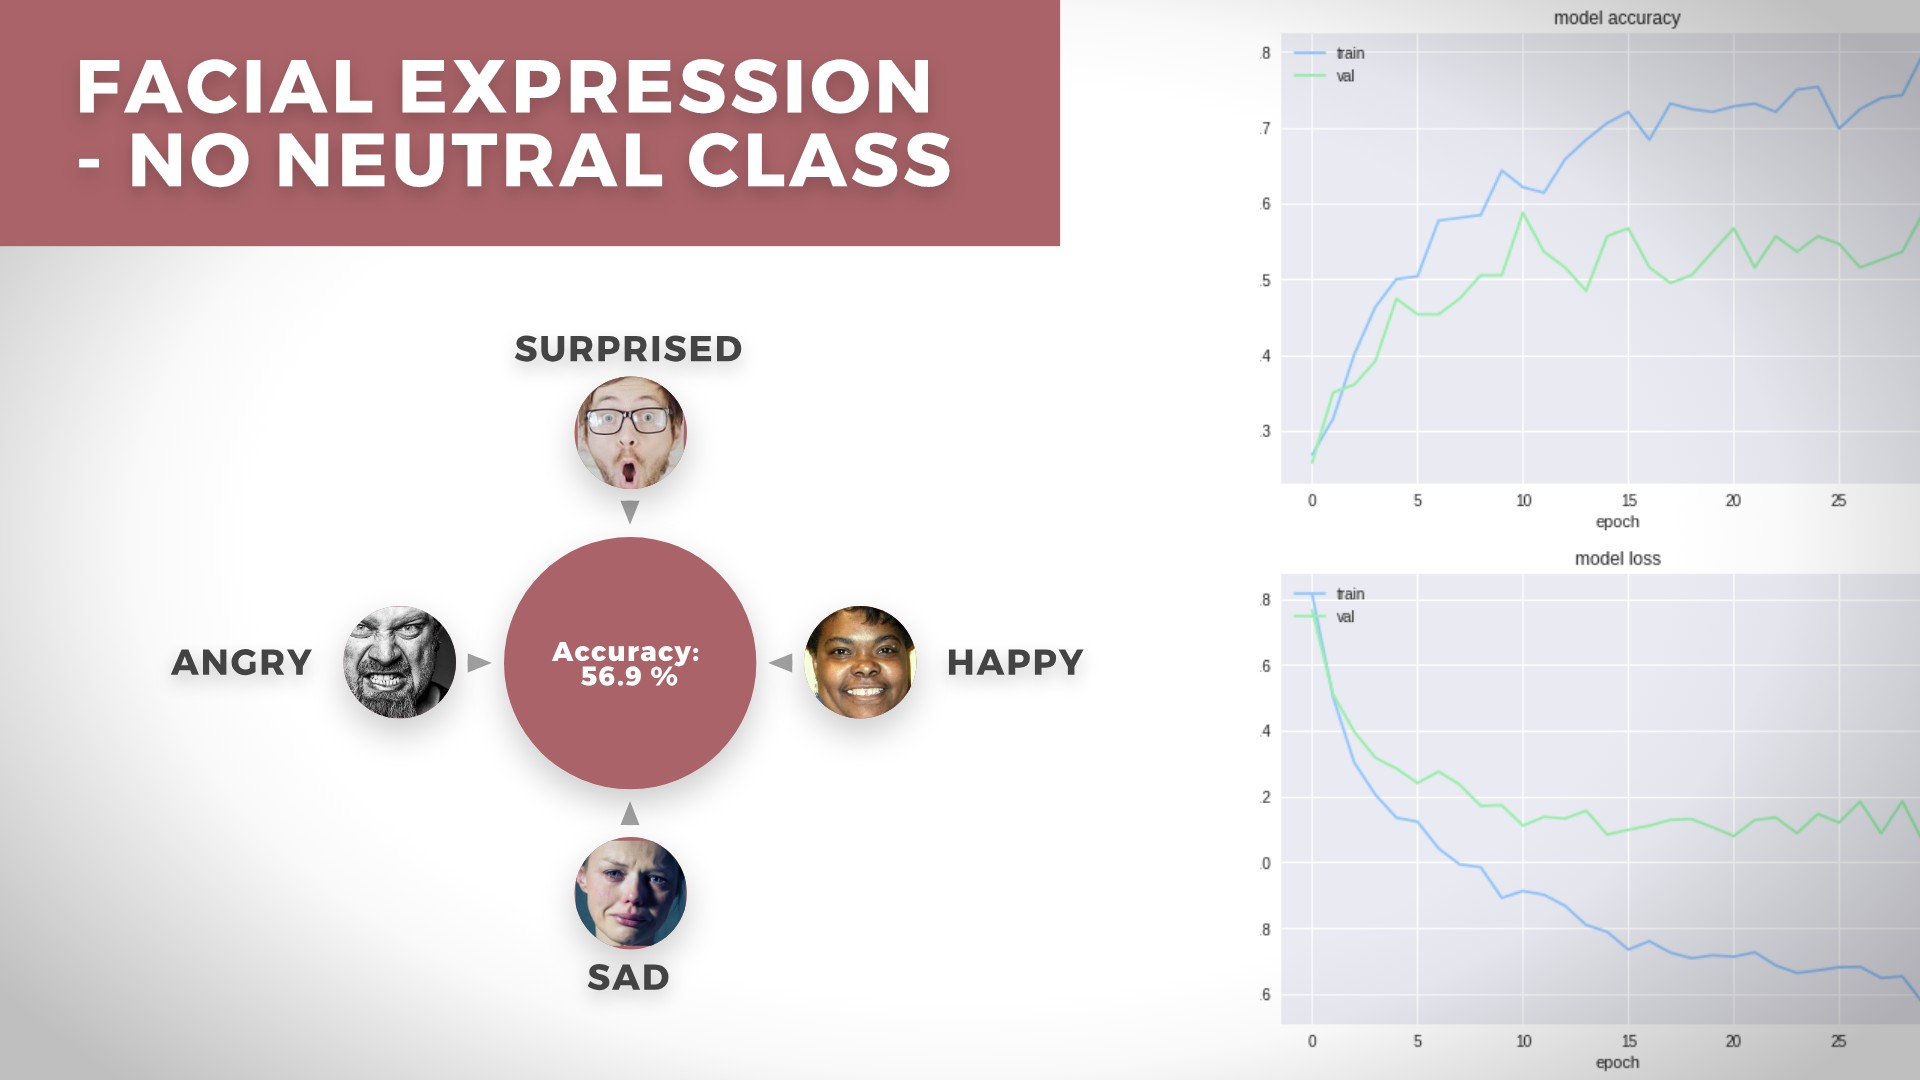 FACIAL EXPRESSION
- NO NEUTRAL CLASS
SURPRISED
ANGRY
Accuracy:
56.9 %
HAPPY
SAD
model accuracy
train
val
.8
.7
.6
.5
.4
.3
0 5 10 15 20 25
epoch
model loss
train
val
.8
.6
.4
.2
.0
.8
.6
0 5 10 15 20 25
epoch